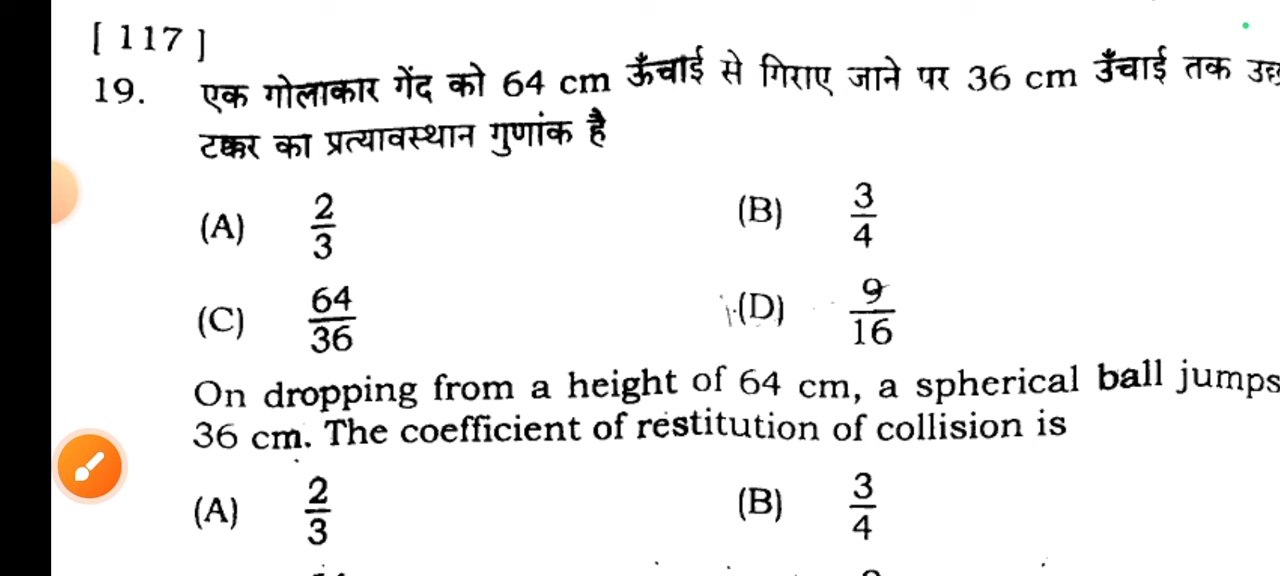 [ 117 ]
19. एक गोलाकार गेंद को 64 cm ऊँचाई से गिराए जाने पर 36 cm उँचाई तक
टक्कर का प्रत्यावस्थान गुणांक है
(A) 2/3 (B) 3/4
(C) 64/36 (D) 9/16
On dropping from a height of 64 cm, a spherical ball jumps
36 cm. The coefficient of restitution of collision is
(A) 2/3 (B) 3/4